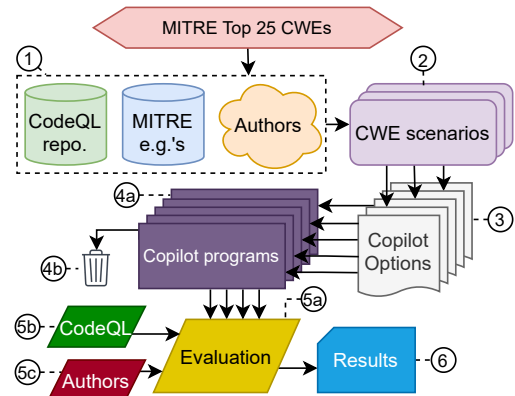 MITRE Top 25 CWEs
1
2
CodeQL
repo.
MITRE
e.g.'s
Authors
CWE scenarios
4a
3
Copilot programs
Copilot
Options
4b
5a
5b
CodeQL
Evaluation
Results
6
5c
Authors